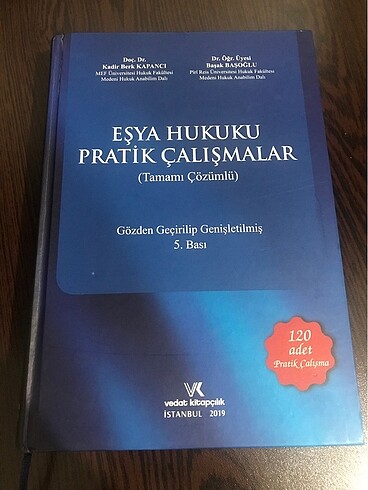 Doç. Dr.
Kadir Berk KAPANCI
MEF Üniversitesi Hukuk Fakültesi
Medeni Hukuk Anabilim Dalı
Dr. Öğr. Üyesi
Başak BAŞOĞLU
Piri Reis Üniversitesi Hukuk Fakültesi
Medeni Hukuk Anabilim Dalı
EŞYA HUKUKU
PRATİK ÇALIŞMALAR
(Tamamı Çözümlü)
Gözden Geçirilip Genişletilmiş
5. Bası
120
adet
Pratik Çalışma
VK
vedat kitapçılık
İSTANBUL 2019